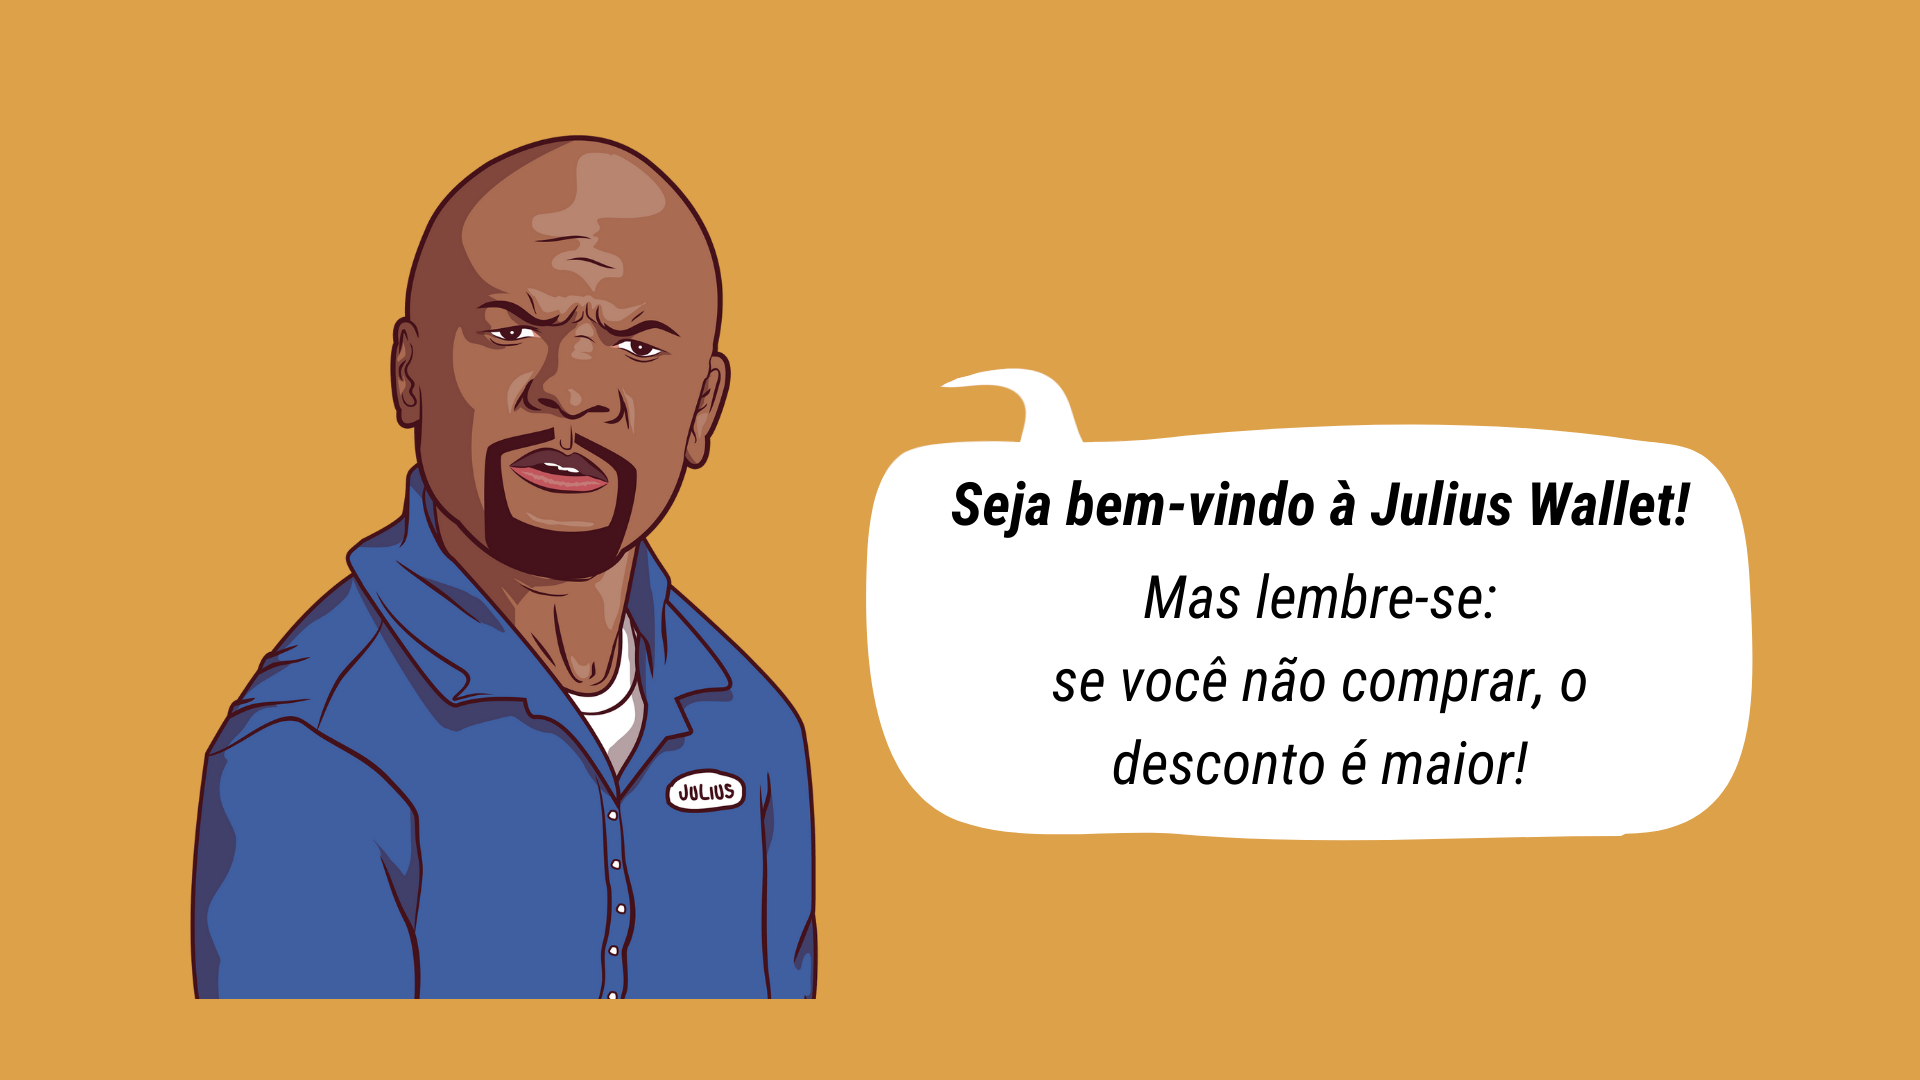 Seja bem-vindo à Julius Wallet!
Mas lembre-se:
se você não comprar, o
desconto é maior!
JULIUS